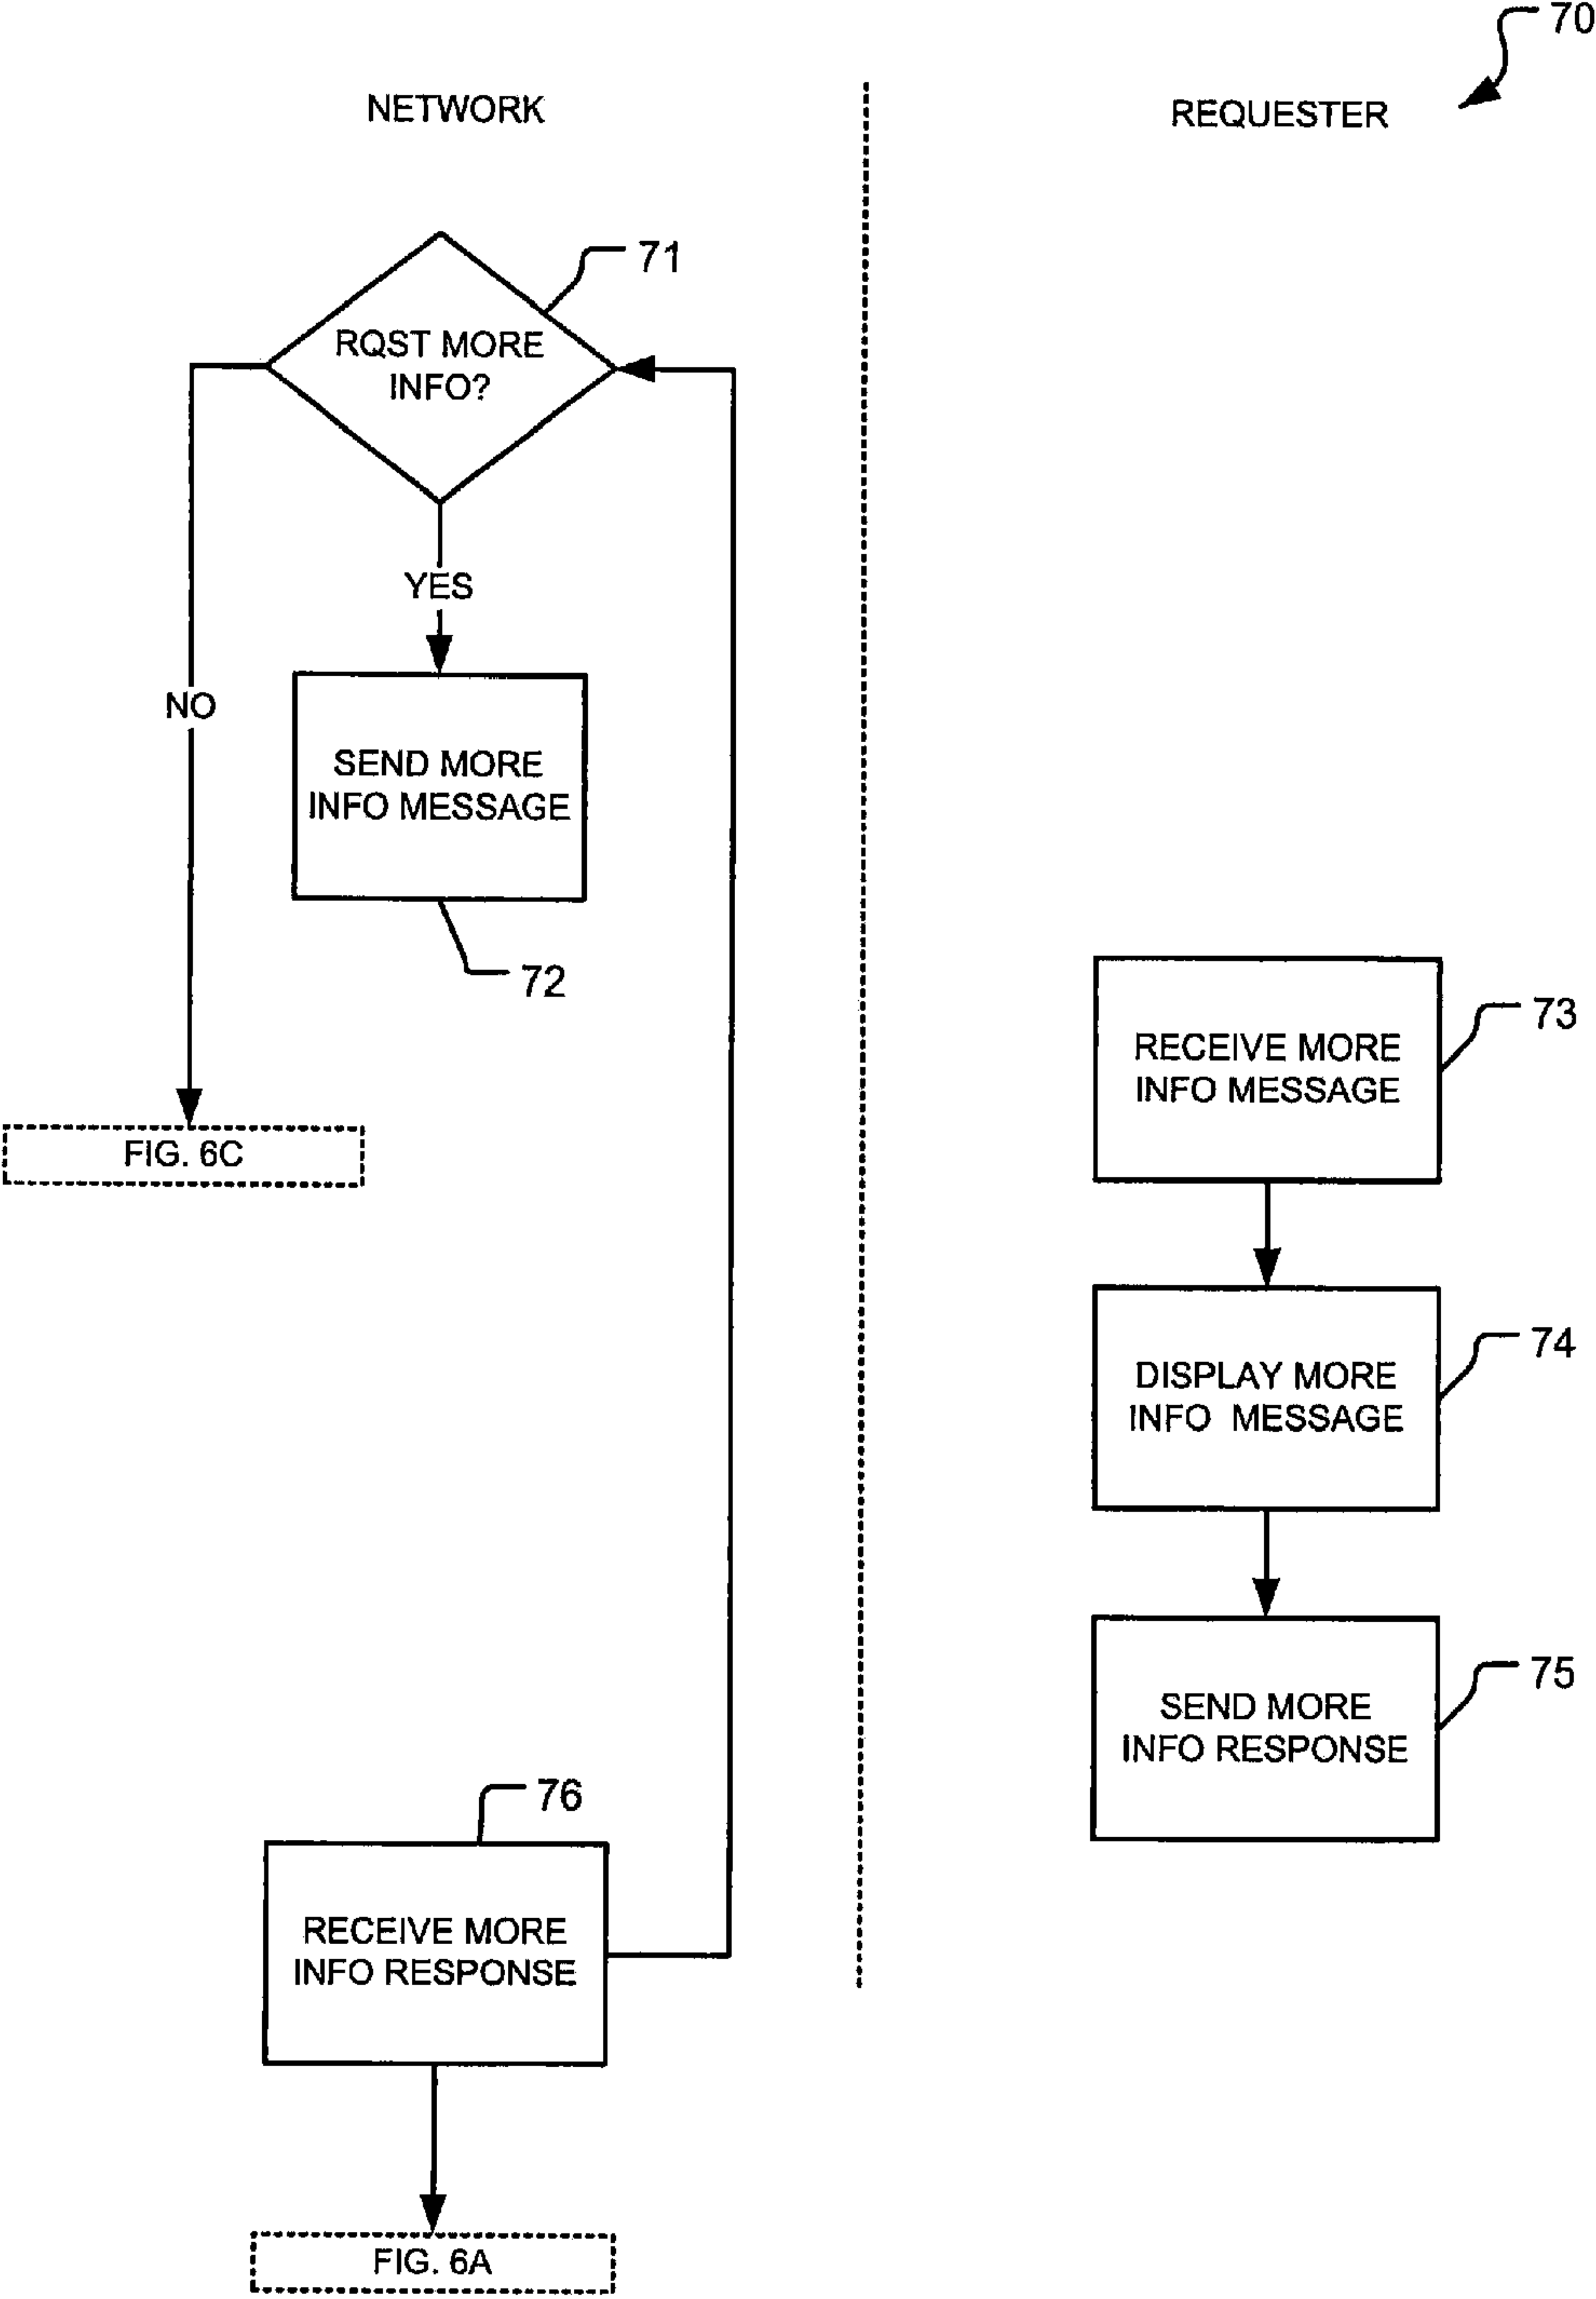 70
NETWORK
REQUESTER
71
RQST MORE
INFO?
YES
NO
SEND MORE
INFO MESSAGE
72
73
RECEIVE MORE
INFO MESSAGE
FIG. 6C
74
DISPLAY MORE
INFO MESSAGE
75
SEND MORE
INFO RESPONSE
76
RECEIVE MORE
INFO RESPONSE
FIG. 6A